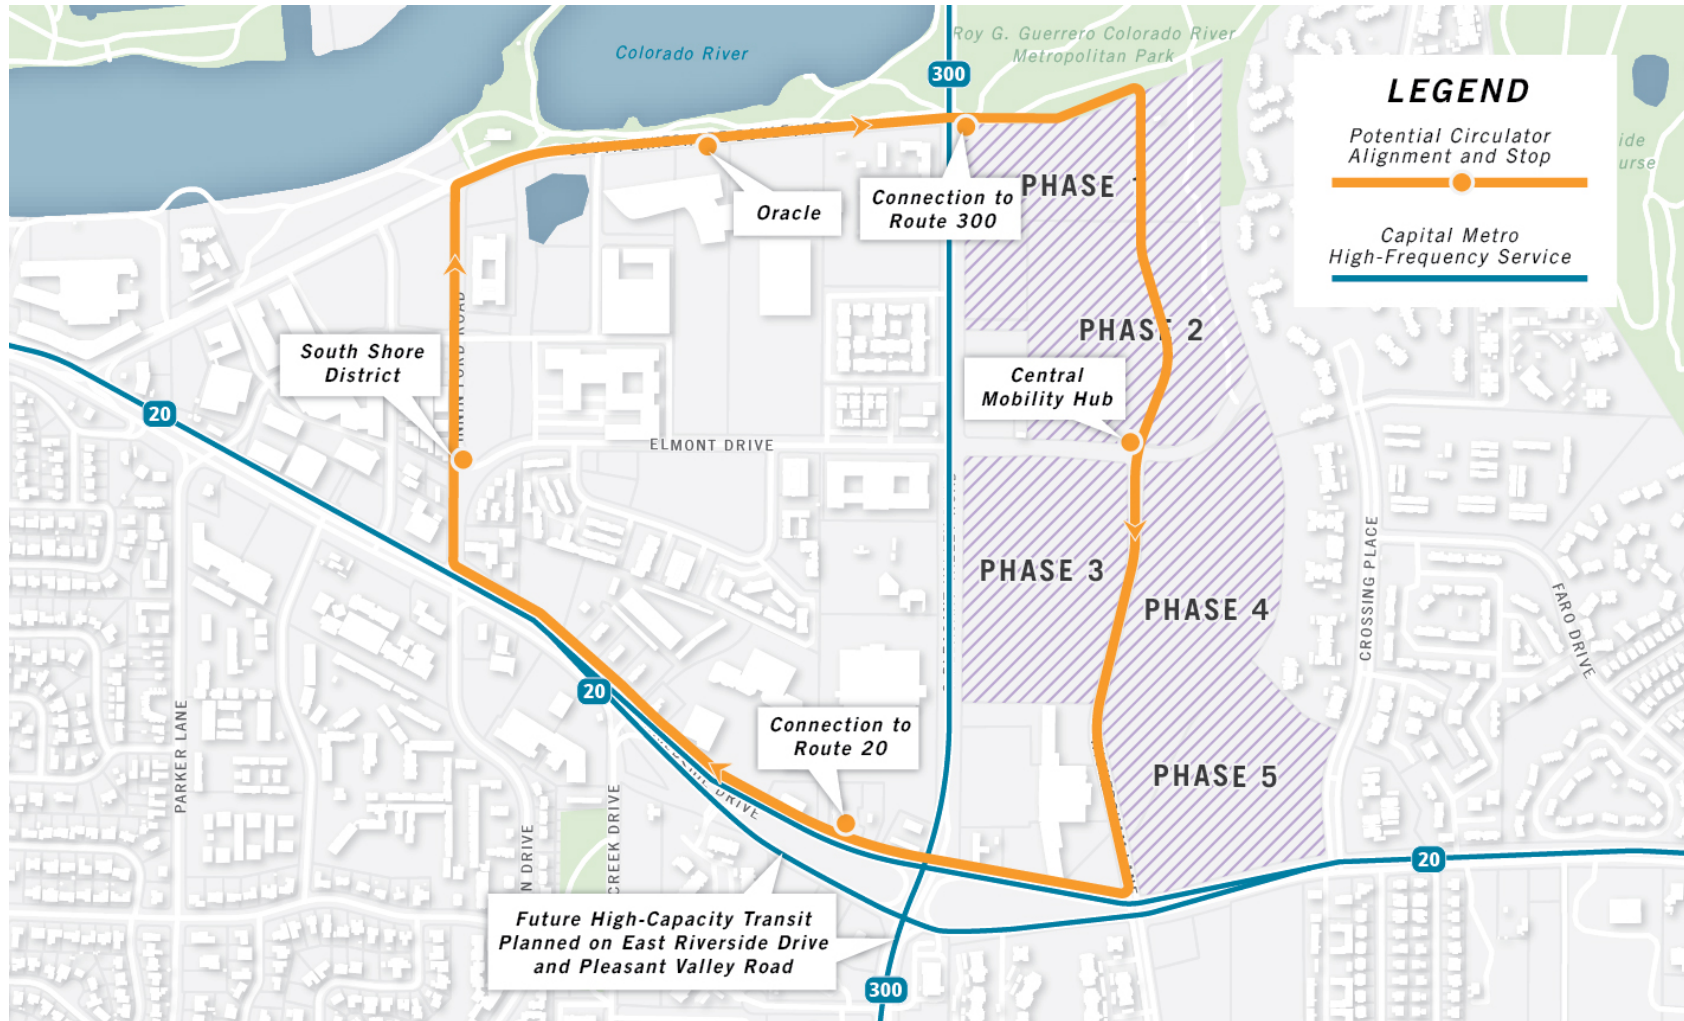 Colorado River
Roy G. Guerrero Colorado River
Metropolitan Park
300
LEGEND
Potential Circulator
Alignment and Stop
Capital Metro
High-Frequency Service
Oracle
Connection to
Route 300
PHASE 1
PHASE 2
South Shore
District
ROAD
Central
Mobility Hub
20
ELMONT DRIVE
PHASE 3
PHASE 4
CROSSING PLACE
FARO DRIVE
20
Connection to
Route 20
PHASE 5
PARKER LANE
DRIVE
CREEK DRIVE
N DRIVE
20
Future High-Capacity Transit
Planned on East Riverside Drive
and Pleasant Valley Road
300